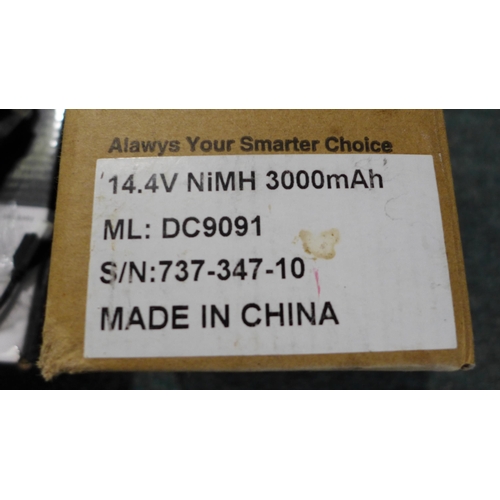 Alawys Your Smarter Choice
14.4V NiMH 3000mAh
ML: DC9091
S/N:737-347-10
MADE IN CHINA